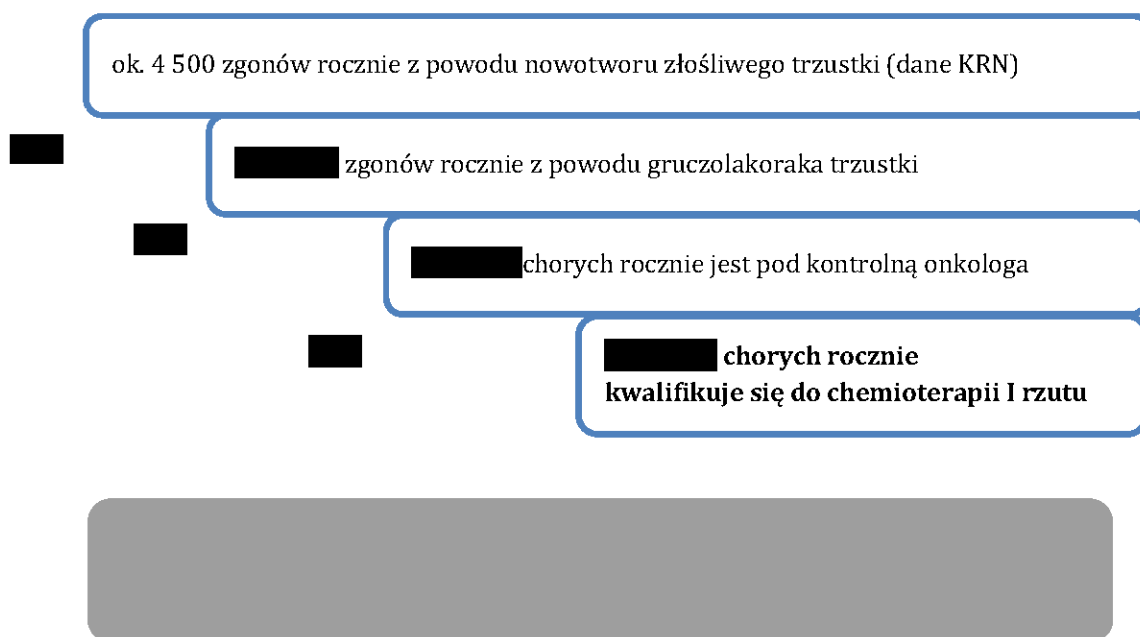 ok. 4 500 zgonów rocznie z powodu nowotworu złośliwego trzustki (dane KRN)
zgonów rocznie z powodu gruczolakoraka trzustki
chorych rocznie jest pod kontrolną onkologa
chorych rocznie
kwalifikuje się do chemioterapii I rzutu